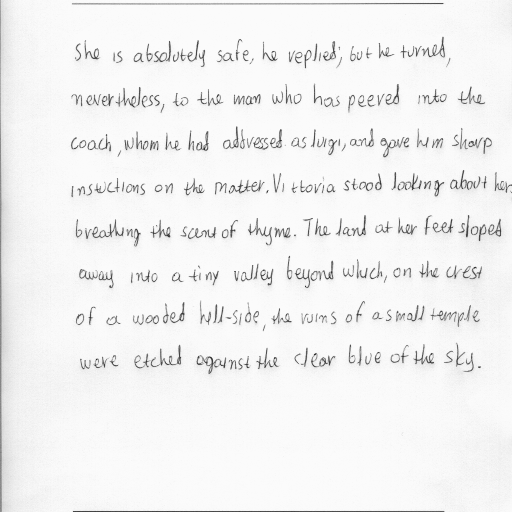 She is absolutely safe, he replied; but he turned,
nevertheless, to the man who has peered into the
coach, whom he had addressed as luigi, and gave him sharp
instuctions on the matter. Vittoria stood looking about her,
breathing the scent of thyme. The land at her feet sloped
away into a tiny valley beyond which, on the crest
of a wooded hill-side, the ruins of a small temple
were etched against the clear blue of the sky.